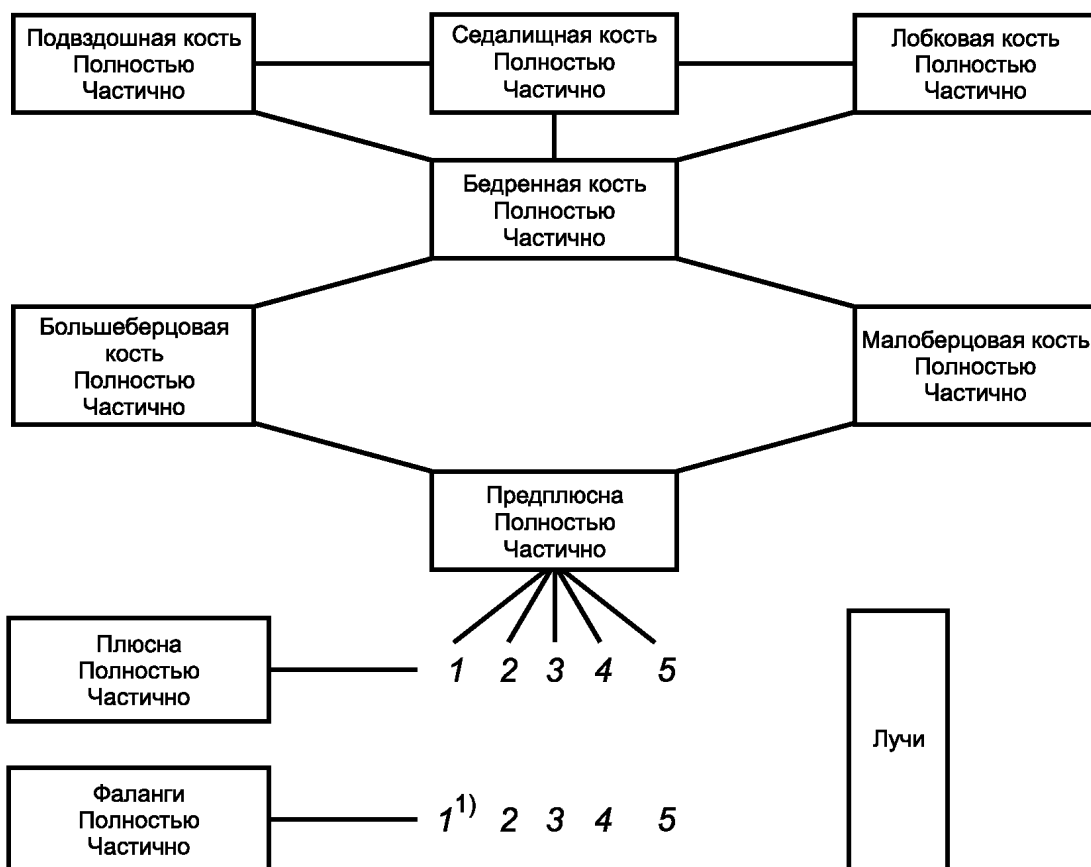 Подвздошная кость
Полностью
Частично
Седалищная кость
Полностью
Частично
Лобковая кость
Полностью
Частично
Бедренная кость
Полностью
Частично
Большеберцовая
кость
Полностью
Частично
Малоберцовая кость
Полностью
Частично
Предплюсна
Полностью
Частично
Плюсна
Полностью
Частично
1 2 3 4 5
Лучи
Фаланги
Полностью
Частично
1¹⁾ 2 3 4 5